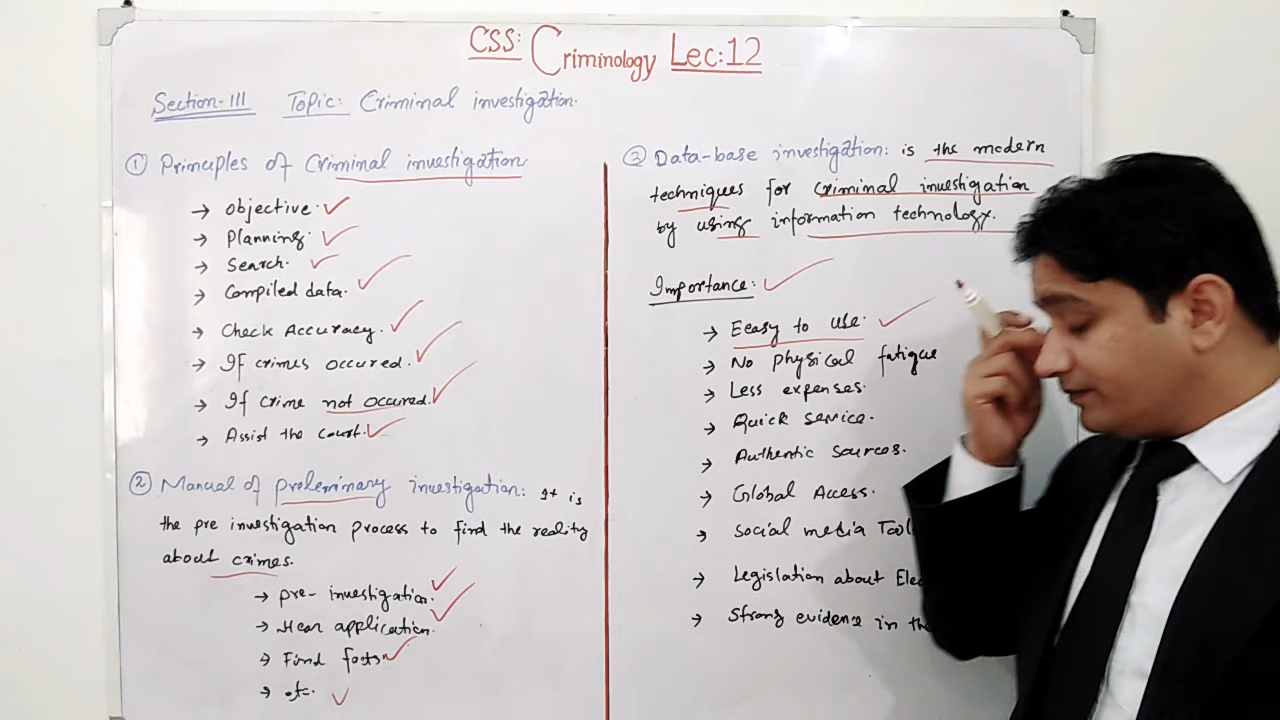 CSS: Criminology Lec:12
Section-III Topic: Criminal investigation.
① Principles of Criminal investigation
→ objective.
→ Planning.
→ Search.
→ Compiled data.
→ Check Accuracy.
→ If crimes occured.
→ If crime not occured.
→ Assist the court.
② Manual of preleminary investigation: It is
the pre investigation process to find the reality
about crimes.
→ pre-investigation.
→ Hear application.
→ Find facts
→ etc.
③ Data-base investigation: is the modern
techniques for criminal investigation
by using information technology.
Importance:
→ Eeasy to use.
→ No physical fatigue
→ Less expenses.
→ Quick service.
→ Authentic sources.
→ Global Access.
→ Social media Tool
→ Legislation about Elec
→ Strong evidence in the